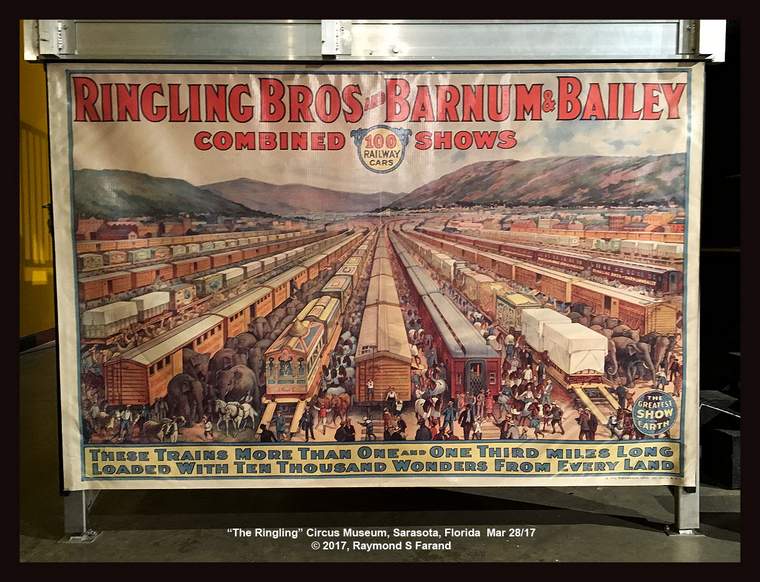 RINGLING BROS AND BARNUM & BAILEY
COMBINED 100 RAILWAY CARS SHOWS
THE GREATEST SHOW ON EARTH
THESE TRAINS MORE THAN ONE AND ONE THIRD MILES LONG
LOADED WITH TEN THOUSAND WONDERS FROM EVERY LAND
“The Ringling” Circus Museum, Sarasota, Florida Mar 28/17
© 2017, Raymond S Farand